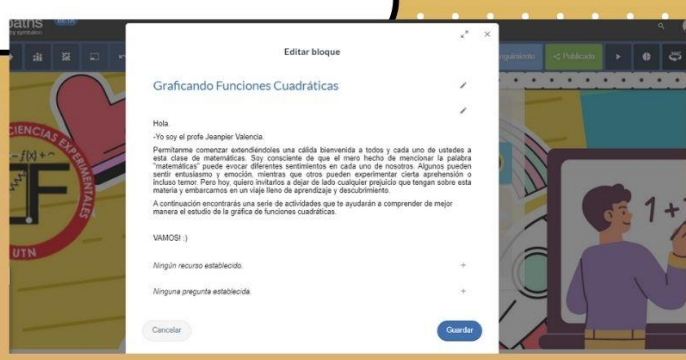 paths BETA
by symbaloo
Seguimiento
Publicado
Editar bloque
Graficando Funciones Cuadráticas
Hola.
-Yo soy el profe Jeanpier Valencia.
Permítanme comenzar extendiéndoles una cálida bienvenida a todos y cada uno de ustedes a
esta clase de matemáticas. Soy consciente de que el mero hecho de mencionar la palabra
"matemáticas" puede evocar diferentes sentimientos en cada uno de nosotros. Algunos pueden
sentir entusiasmo y emoción, mientras que otros pueden experimentar cierta aprehensión o
incluso temor. Pero hoy, quiero invitarlos a dejar de lado cualquier prejuicio que tengan sobre esta
materia y embarcarnos en un viaje lleno de aprendizaje y descubrimiento.
A continuación encontrarás una serie de actividades que te ayudarán a comprender de mejor
manera el estudio de la gráfica de funciones cuadráticas.
VAMOS! :)
Ningún recurso establecido.
Ninguna pregunta establecida.
Cancelar
Guardar
CIENCIAS EXPERIMENTALES
UTN
1+